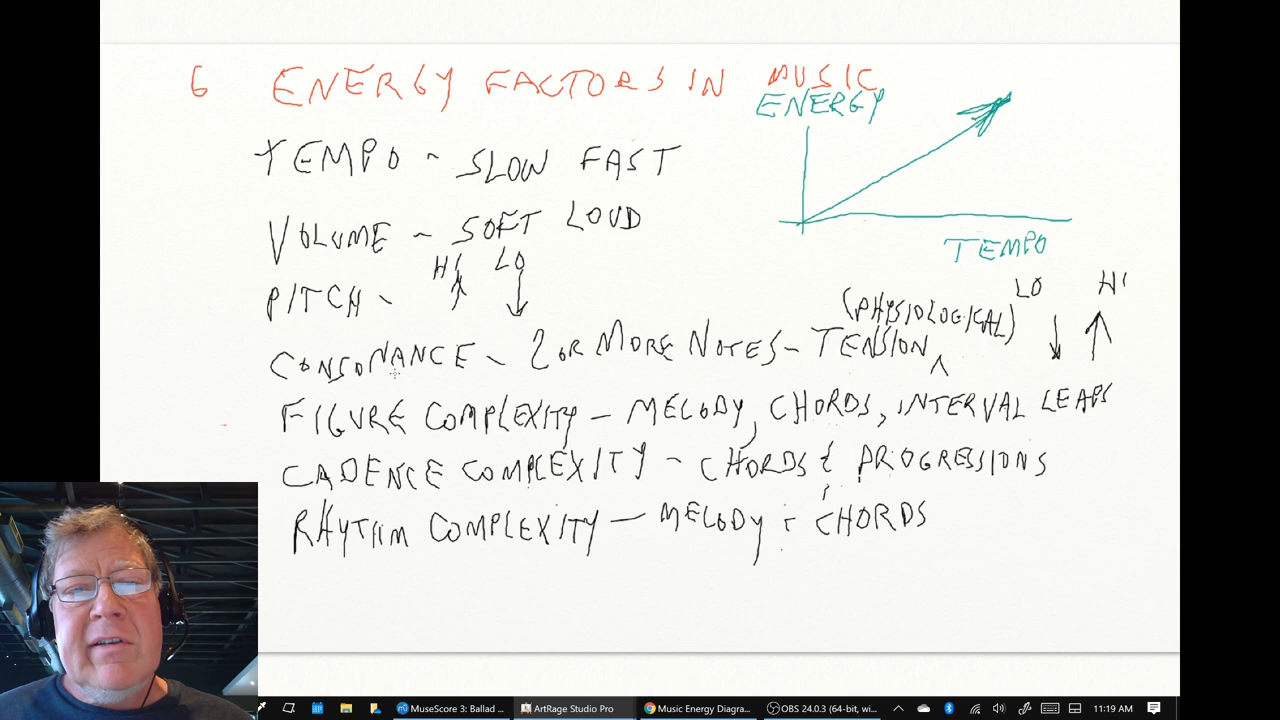 6 ENERGY FACTORS IN MUSIC
ENERGY
TEMPO ~ SLOW FAST
VOLUME ~ SOFT LOUD
TEMPO
HI LO
PITCH ~
(PHYSIOLOGICAL) LO HI
CONSONANCE ~ 2 OR MORE NOTES - TENSION
FIGURE COMPLEXITY - MELODY, CHORDS, INTERVAL LEAPS
CADENCE COMPLEXITY ~ CHORDS & PROGRESSIONS
RHYTHM COMPLEXITY - MELODY + CHORDS
MuseScore 3: Ballad ... ArtRage Studio Pro Music Energy Diagra... OBS 24.0.3 (64-bit, wi... 11:19 AM